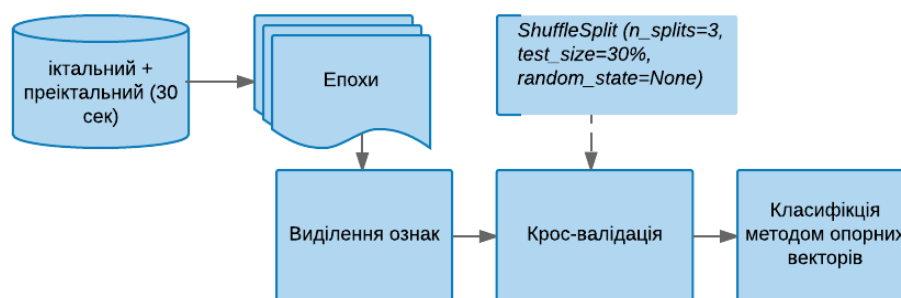 іктальний +
преіктальний (30
сек)
Епохи
ShuffleSplit (n_splits=3,
test_size=30%,
random_state=None)
Виділення ознак
Крос-валідація
Класифікція
методом опорних
векторів